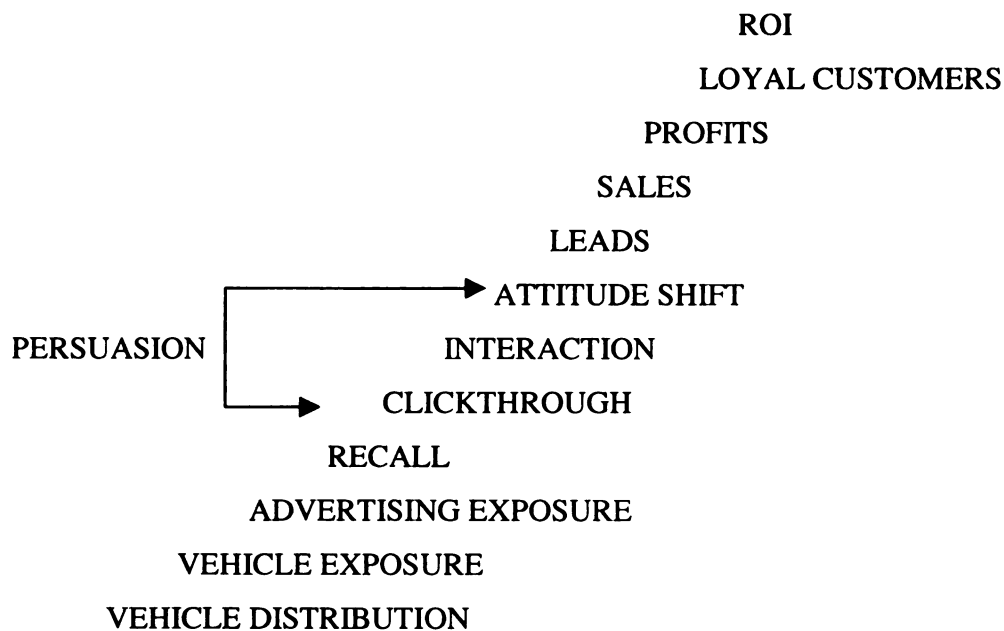 ROI
LOYAL CUSTOMERS
PROFITS
SALES
LEADS
ATTITUDE SHIFT
PERSUASION
INTERACTION
CLICKTHROUGH
RECALL
ADVERTISING EXPOSURE
VEHICLE EXPOSURE
VEHICLE DISTRIBUTION